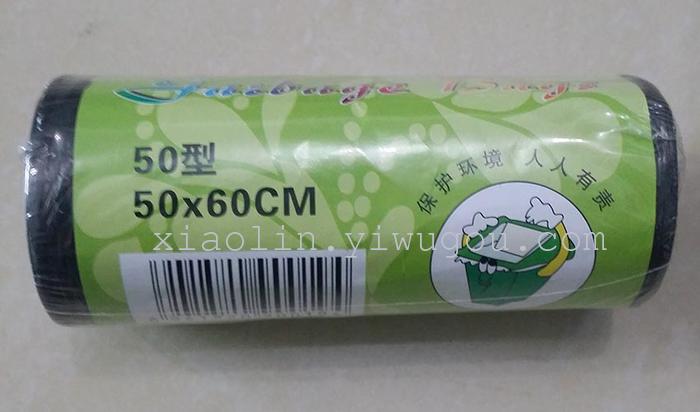 Garbage Bags
50型
50x60CM
保护环境 人人有责
xiaolin.yiwugou.com